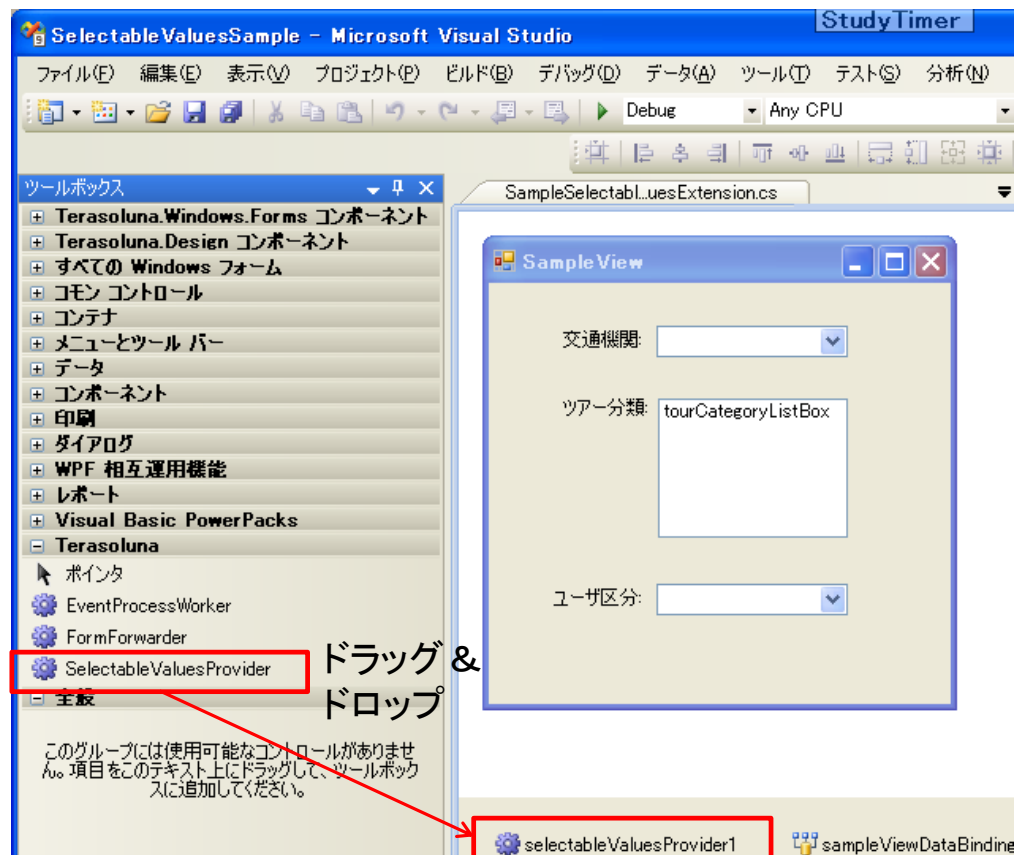 StudyTimer
SelectableValuesSample - Microsoft Visual Studio
ファイル(F) 編集(E) 表示(V) プロジェクト(P) ビルド(B) デバッグ(D) データ(A) ツール(T) テスト(S) 分析(N)
Debug Any CPU
ツールボックス
SampleSelectabl...uesExtension.cs
Terasoluna.Windows.Forms コンポーネント
Terasoluna.Design コンポーネント
すべての Windows フォーム
コモン コントロール
コンテナ
メニューとツール バー
データ
コンポーネント
印刷
ダイアログ
WPF 相互運用機能
レポート
Visual Basic PowerPacks
Terasoluna
ポインタ
EventProcessWorker
FormForwarder
SelectableValuesProvider
全般
このグループには使用可能なコントロールがありませ
ん。項目をこのテキスト上にドラッグして、ツールボック
スに追加してください。
ドラッグ &
ドロップ
SampleView
交通機関:
ツアー分類: tourCategoryListBox
ユーザ区分:
selectableValuesProvider1 sampleViewDataBinding